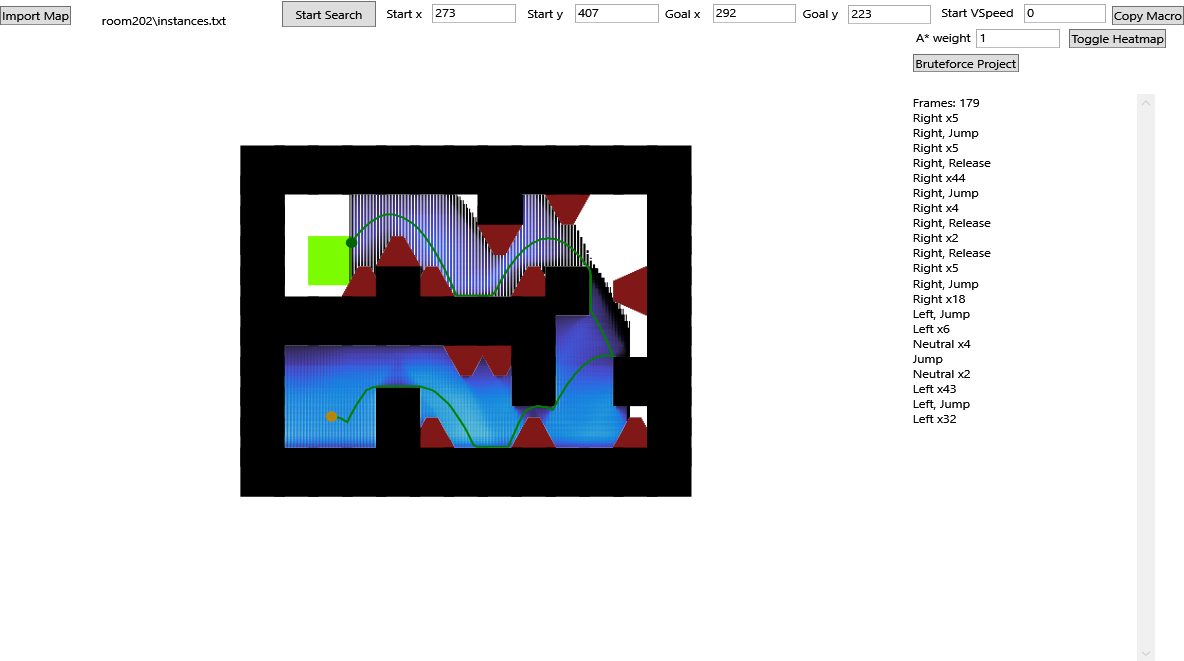 Import Map room202\instances.txt Start Search Start x 273 Start y 407 Goal x 292 Goal y 223 Start VSpeed 0 Copy Macro
A* weight 1 Toggle Heatmap
Bruteforce Project
Frames: 179
Right x5
Right, Jump
Right x5
Right, Release
Right x44
Right, Jump
Right x4
Right, Release
Right x2
Right, Release
Right x5
Right, Jump
Right x18
Left, Jump
Left x6
Neutral x4
Jump
Neutral x2
Left x43
Left, Jump
Left x32